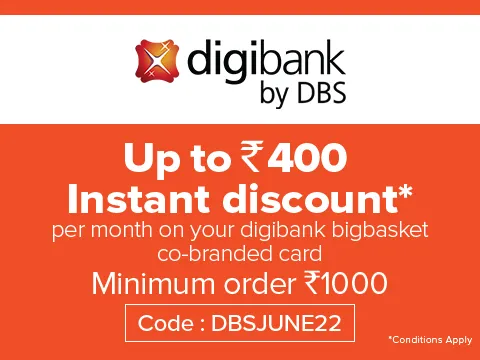 digibank
by DBS
Up to ₹400
Instant discount*
per month on your digibank bigbasket
co-branded card
Minimum order ₹1000
Code : DBSJUNE22
*Conditions Apply